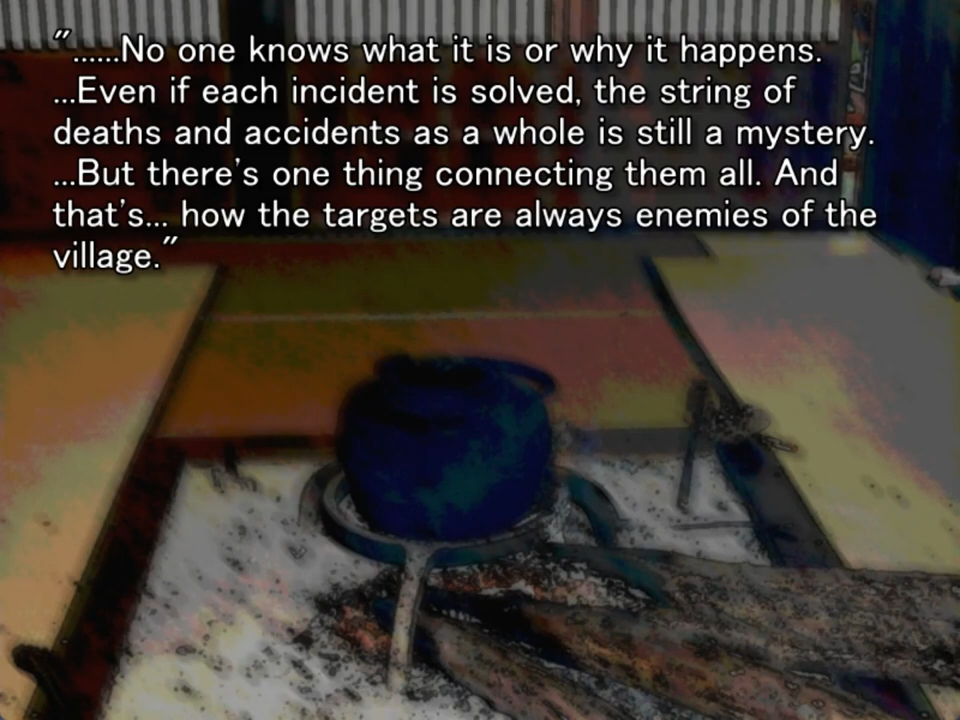 "......No one knows what it is or why it happens.
...Even if each incident is solved, the string of
deaths and accidents as a whole is still a mystery.
...But there's one thing connecting them all. And
that's... how the targets are always enemies of the
village."